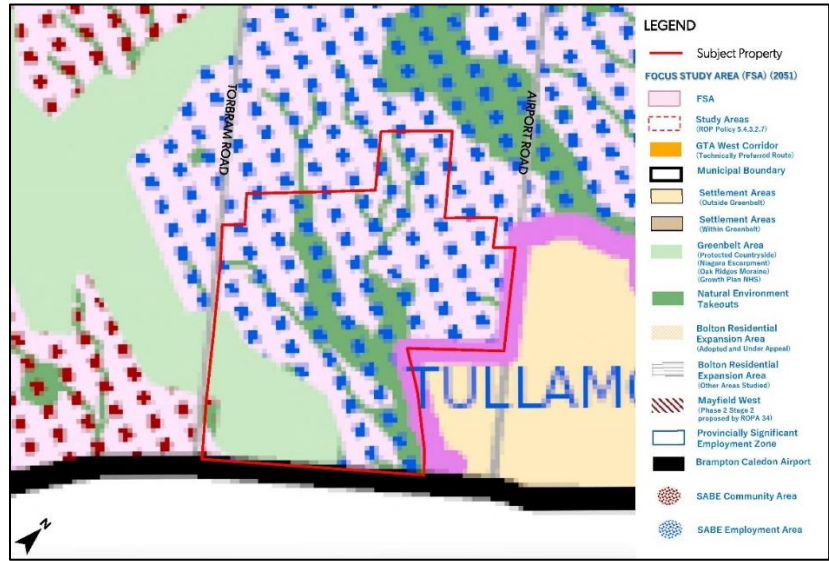 TORBRAM ROAD
AIRPORT ROAD
TULLAMO
N
LEGEND
Subject Property
FOCUS STUDY AREA (FSA) (2051)
FSA
Study Areas
(ROP Policy 5.4.3.2.7)
GTA West Corridor
(Technically Preferred Route)
Municipal Boundary
Settlement Areas
(Outside Greenbelt)
Settlement Areas
(Within Greenbelt)
Greenbelt Area
(Protected Countryside)
(Niagara Escarpment)
(Oak Ridges Moraine)
(Growth Plan NHS)
Natural Environment
Takeouts
Bolton Residential
Expansion Area
(Adopted and Under Appeal)
Bolton Residential
Expansion Area
(Other Areas Studied)
Mayfield West
(Phase 2 Stage 2
proposed by ROPA 34)
Provincially Significant
Employment Zone
Brampton Caledon Airport
SABE Community Area
SABE Employment Area